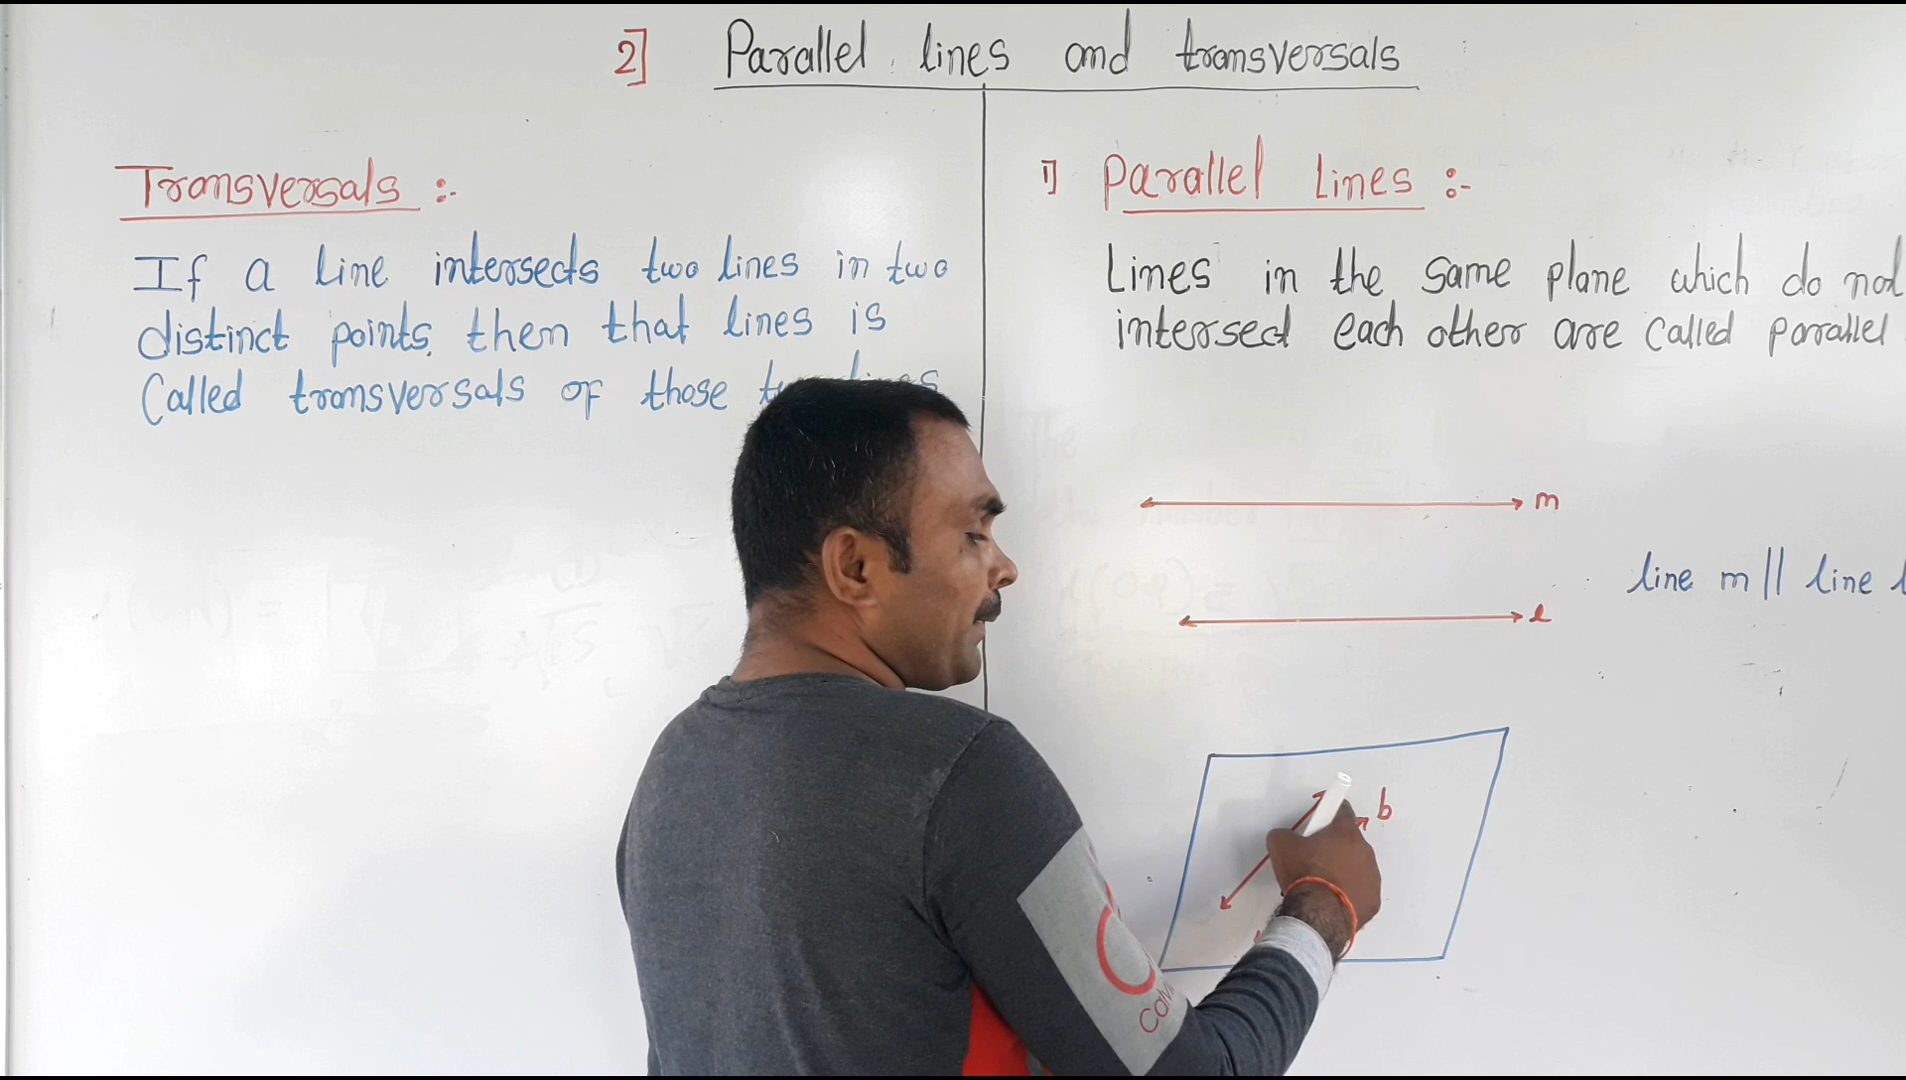 2] Parallel lines and transversals
Transversals :-
If a line intersects two lines in two
distinct points, then that lines is
Called transversals of those
1] Parallel Lines :-
Lines in the same plane which do not
intersect each other are called parallel
m
line m || line l
l
b